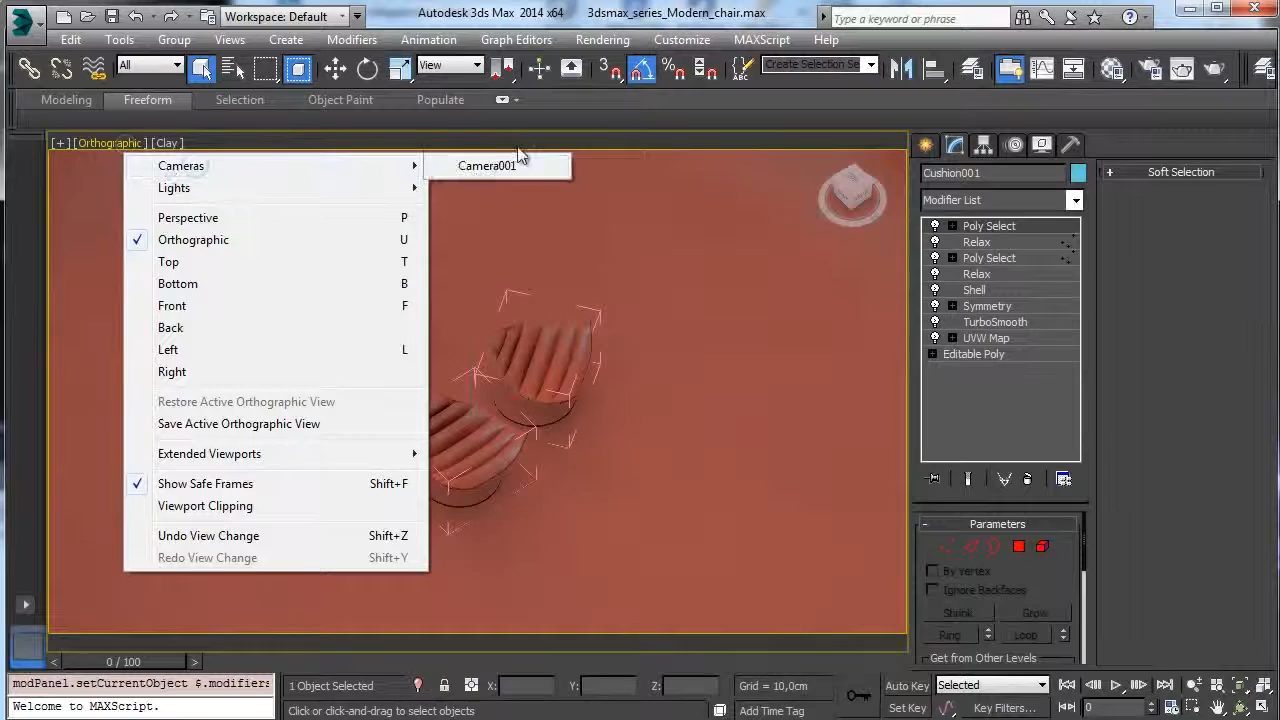 Workspace: Default
Autodesk 3ds Max 2014 x64 3dsmax_series_Modern_chair.max
Type a keyword or phrase
Edit Tools Group Views Create Modifiers Animation Graph Editors Rendering Customize MAXScript Help
All View Create Selection Se
Modeling Freeform Selection Object Paint Populate
[+] [Orthographic] [Clay]
Cameras
Camera001
Lights
Perspective P
Orthographic U
Top T
Bottom B
Front F
Back
Left L
Right
Restore Active Orthographic View
Save Active Orthographic View
Extended Viewports
Show Safe Frames Shift+F
Viewport Clipping
Undo View Change Shift+Z
Redo View Change Shift+Y
Cushion001
Modifier List
Poly Select
Relax
Poly Select
Relax
Shell
Symmetry
TurboSmooth
UVW Map
Editable Poly
Parameters
By Vertex
Ignore Backfaces
Shrink Grow
Ring Loop
Get from Other Levels
Soft Selection
0 / 100
modPanel.setCurrentObject $.modifiers
Welcome to MAXScript.
1 Object Selected X: Y: Z: Grid = 10,0cm
Click or click-and-drag to select objects
Add Time Tag
Auto Key Selected
Set Key Key Filters... 0